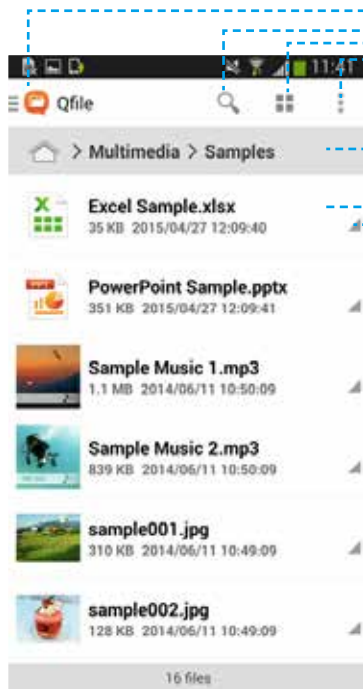 11:41
Qfile
> Multimedia > Samples
Excel Sample.xlsx
35 KB 2015/04/27 12:09:40
PowerPoint Sample.pptx
351 KB 2015/04/27 12:09:41
Sample Music 1.mp3
1.1 MB 2014/06/11 10:50:09
Sample Music 2.mp3
839 KB 2014/06/11 10:50:09
sample001.jpg
310 KB 2014/06/11 10:49:09
sample002.jpg
128 KB 2014/06/11 10:49:09
16 files